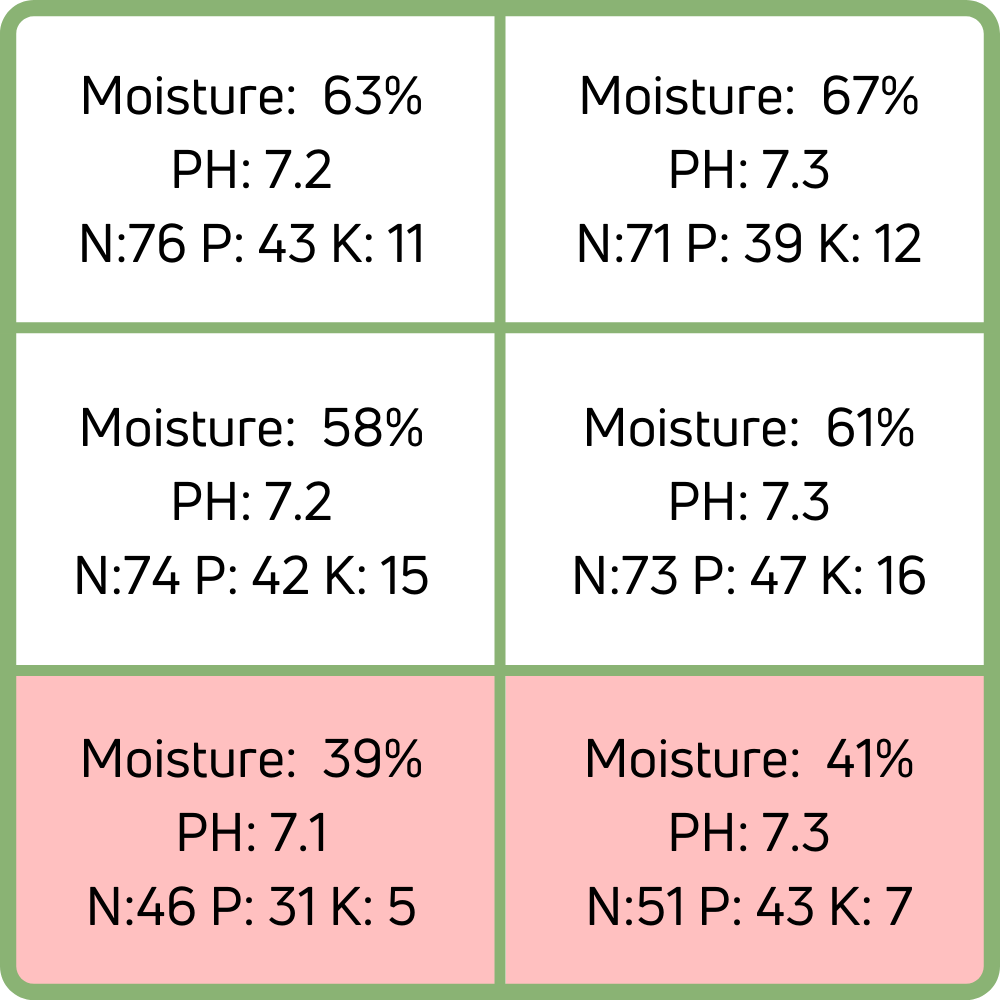 Moisture:  63%
PH: 7.2
N:76 P: 43 K: 11
Moisture:  67%
PH: 7.3
N:71 P: 39 K: 12
Moisture:  58%
PH: 7.2
N:74 P: 42 K: 15
Moisture:  61%
PH: 7.3
N:73 P: 47 K: 16
Moisture:  39%
PH: 7.1
N:46 P: 31 K: 5
Moisture:  41%
PH: 7.3
N:51 P: 43 K: 7